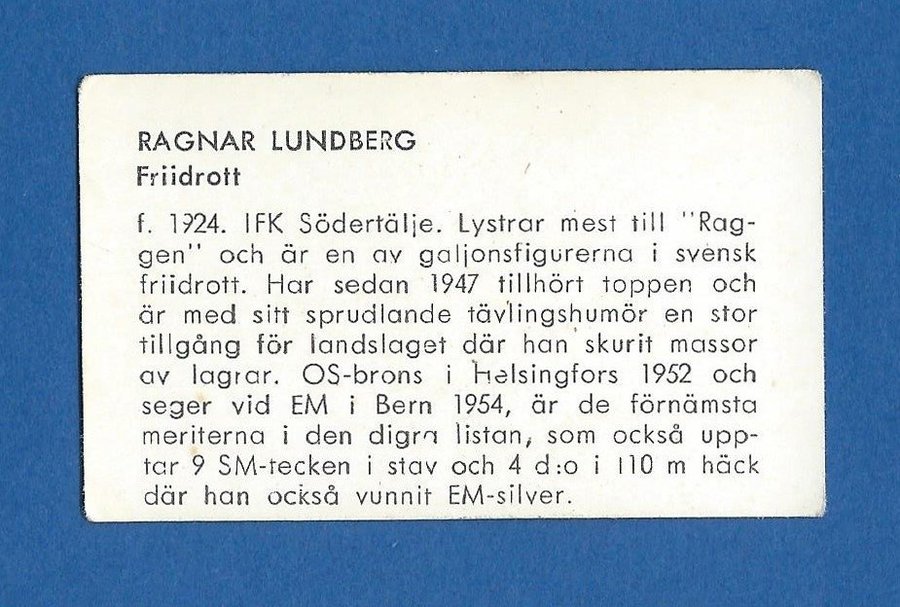 RAGNAR LUNDBERG
Friidrott
f. 1924. IFK Södertälje. Lystrar mest till "Rag-
gen" och är en av galjonsfigurerna i svensk
friidrott. Har sedan 1947 tillhört toppen och
är med sitt sprudlande tävlingshumör en stor
tillgång för landslaget där han skurit massor
av lagrar. OS-brons i Helsingfors 1952 och
seger vid EM i Bern 1954, är de förnämsta
meriterna i den digra listan, som också upp-
tar 9 SM-tecken i stav och 4 d:o i 110 m häck
där han också vunnit EM-silver.